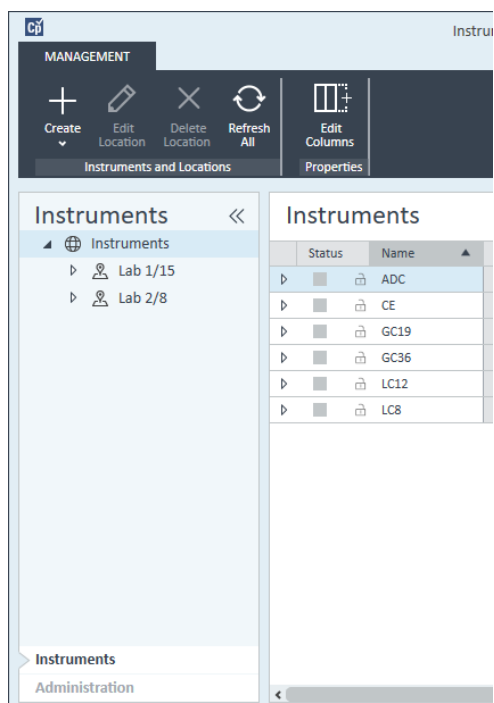 Cp
Instru
MANAGEMENT
Create Edit Location Delete Location Refresh All Edit Columns
Instruments and Locations Properties
Instruments
Instruments
Lab 1/15
Lab 2/8
Instruments
Administration
Instruments
Status Name
ADC
CE
GC19
GC36
LC12
LC8